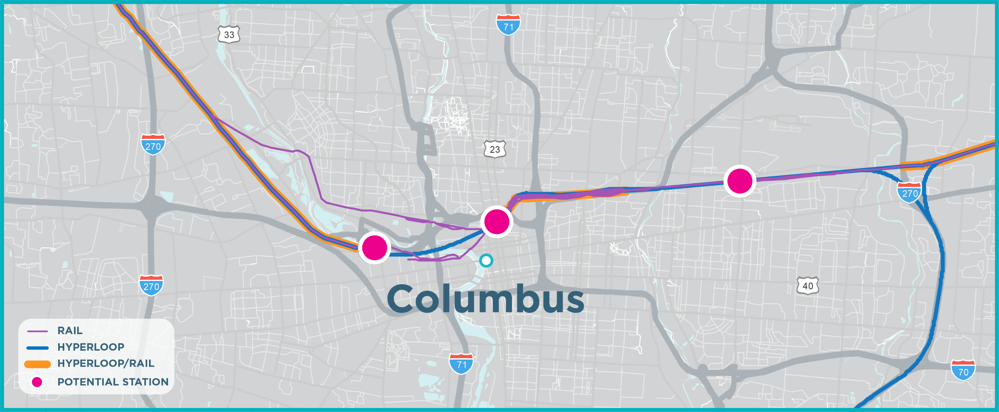 33
71
270
23
270
270
40
Columbus
71
70
RAIL
HYPERLOOP
HYPERLOOP/RAIL
POTENTIAL STATION